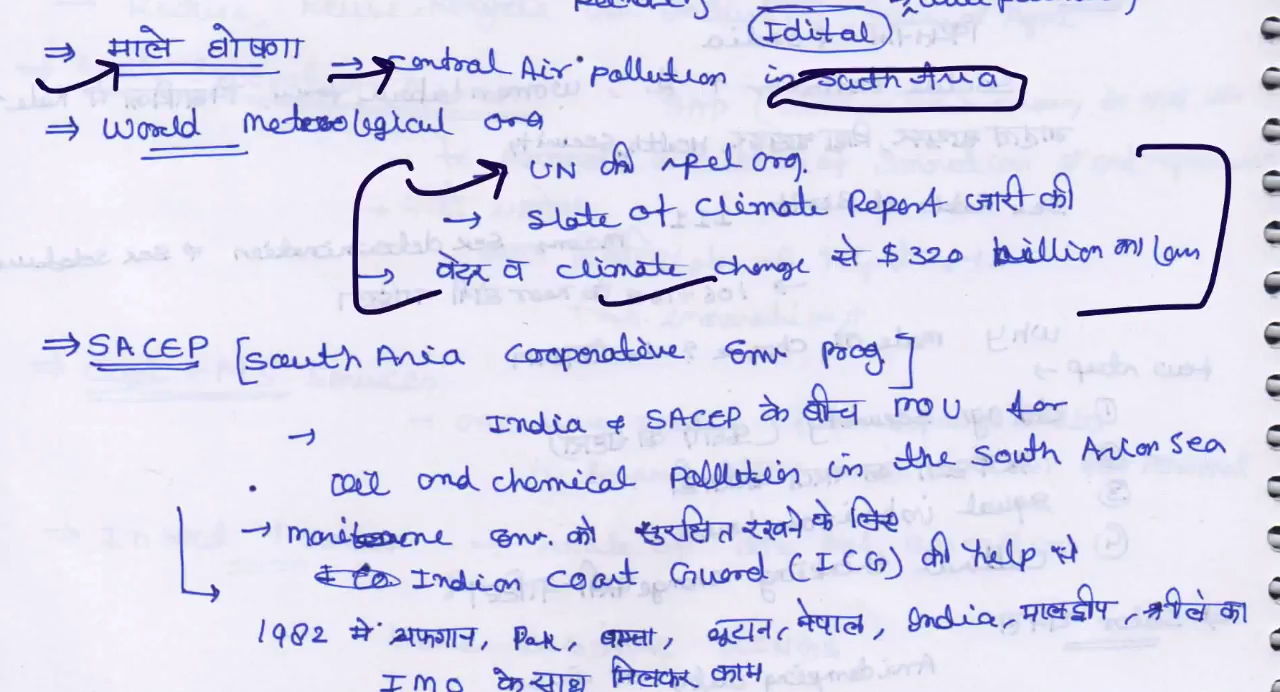 (Idital)
⇒ माले घोषणा → Control Air pollution in South Asia
⇒ World Meteorological org
→ UN की spel org.
→ State of Climate Report जारी की
→ वेदर व climate change से $320 billion का loss
⇒ SACEP [South Asia Cooperative Env prog]
→ India & SACEP के बीच MOU for
. oil and chemical Pollution in the South Asian Sea
→ marine env. को सुरक्षित रखने के लिए
Indian Coast Guard (ICG) की help से
→ 1982 में अफगान, Pak, बंग्ला, भूटान, नेपाल, India, मालदीप, श्रीलंका
IMO के साथ मिलकर काम